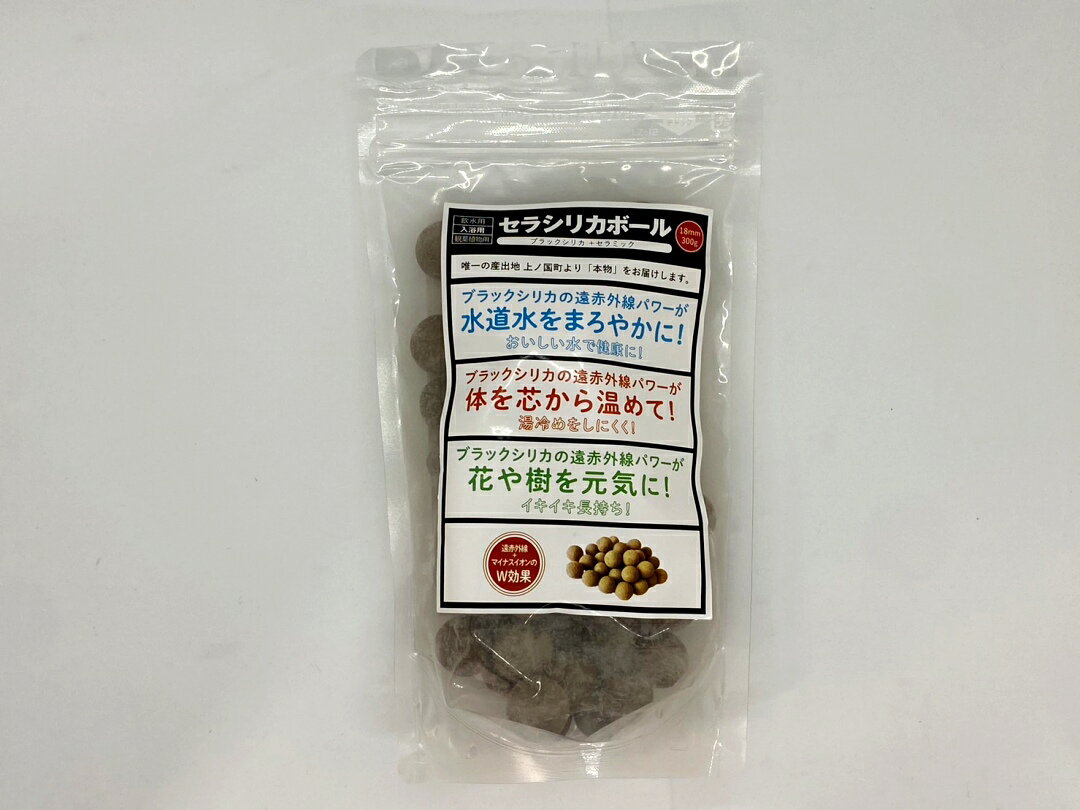 飲水用
入浴用
観葉植物用
セラシリカボール
ブラックシリカ+セラミック
18mm
300g
唯一の産出地 上ノ国町より「本物」をお届けします。
ブラックシリカの遠赤外線パワーが
水道水をまろやかに!
おいしい水で健康に!
ブラックシリカの遠赤外線パワーが
体を芯から温めて!
湯冷めをしにくく!
ブラックシリカの遠赤外線パワーが
花や樹を元気に!
イキイキ長持ち!
遠赤外線
+
マイナスイオンの
W効果